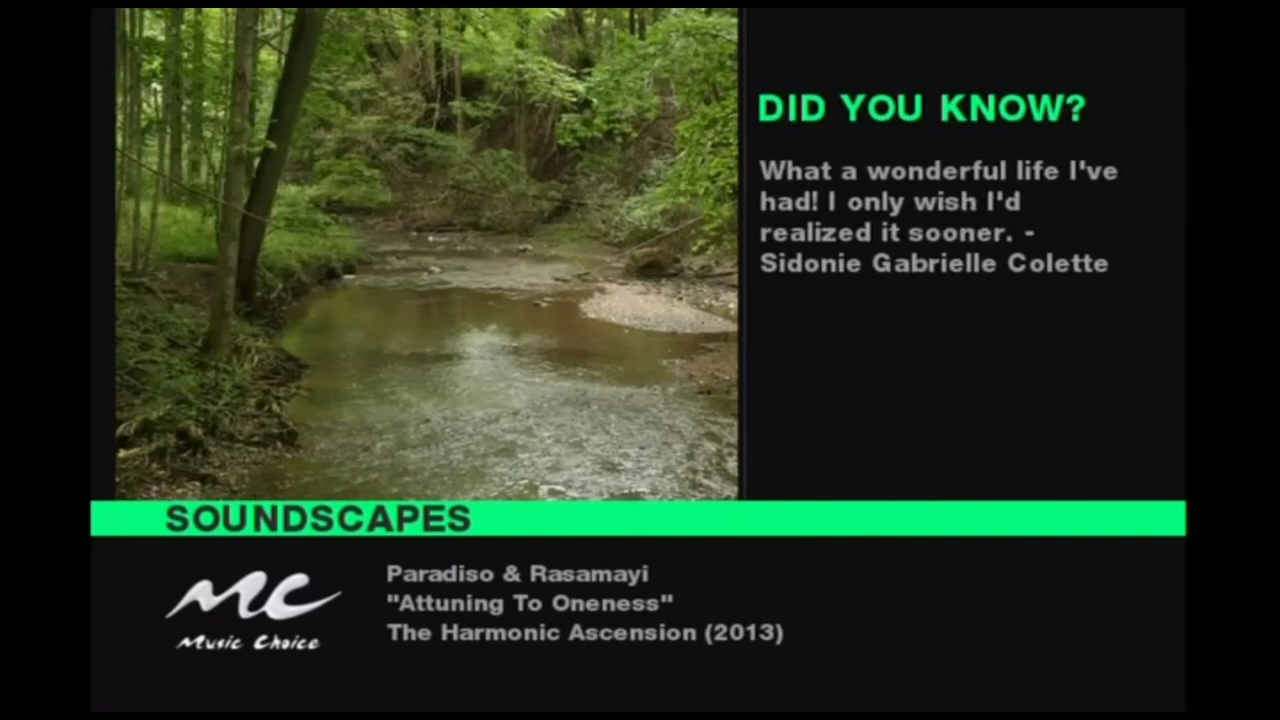 DID YOU KNOW?
What a wonderful life I've
had! I only wish I'd
realized it sooner. -
Sidonie Gabrielle Colette
SOUNDSCAPES
MC
Music Choice
Paradiso & Rasamayi
"Attuning To Oneness"
The Harmonic Ascension (2013)